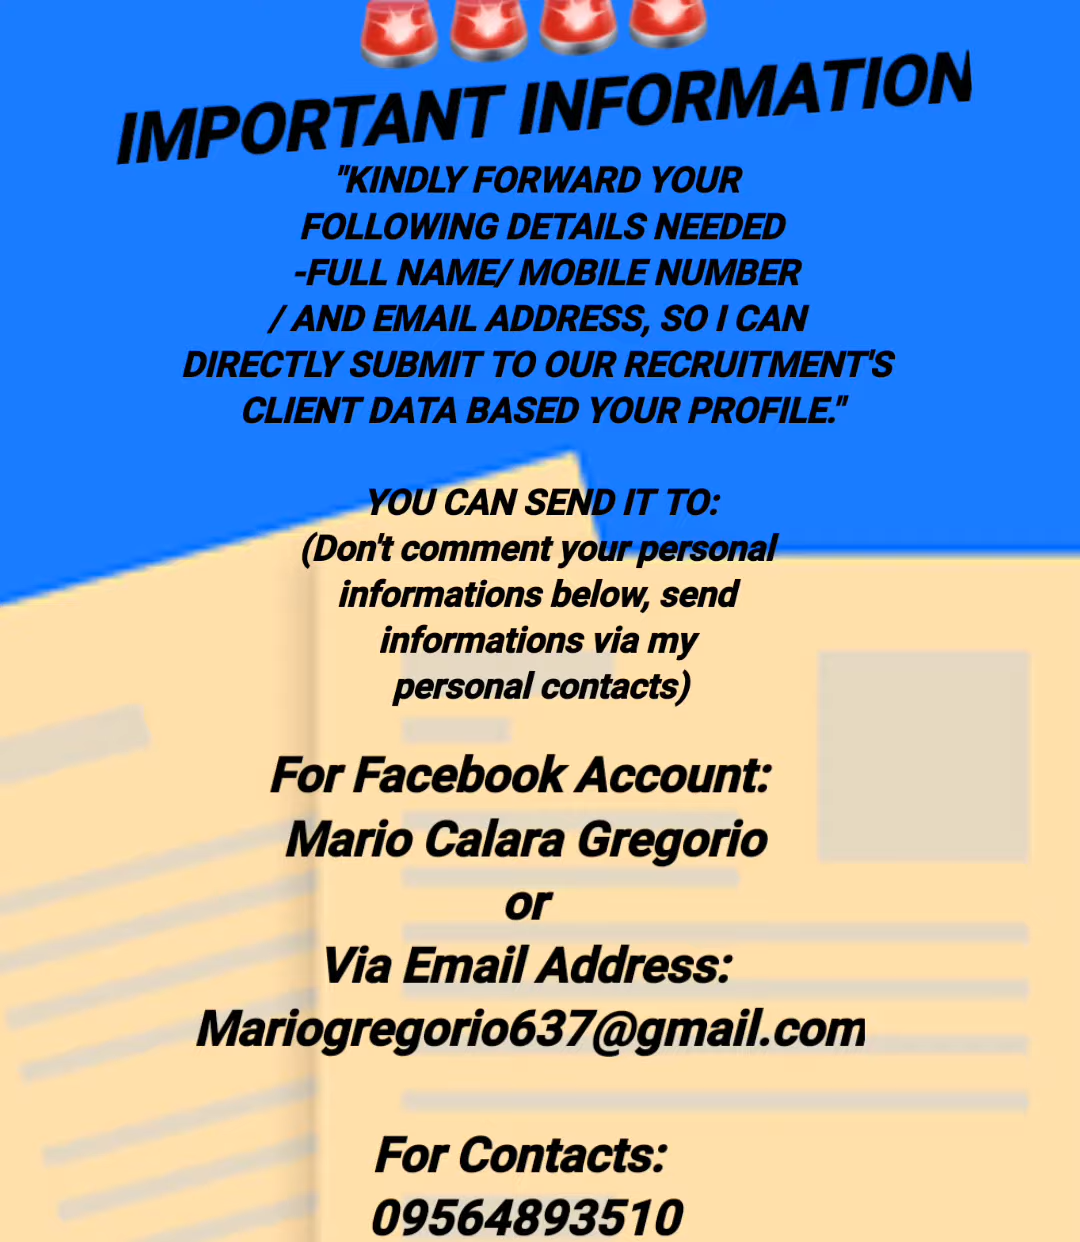 IMPORTANT INFORMATION
"KINDLY FORWARD YOUR
FOLLOWING DETAILS NEEDED
-FULL NAME/ MOBILE NUMBER
/ AND EMAIL ADDRESS, SO I CAN
DIRECTLY SUBMIT TO OUR RECRUITMENT'S
CLIENT DATA BASED YOUR PROFILE."
YOU CAN SEND IT TO:
(Don't comment your personal
informations below, send
informations via my
personal contacts)
For Facebook Account:
Mario Calara Gregorio
or
Via Email Address:
Mariogregorio637@gmail.com
For Contacts:
09564893510